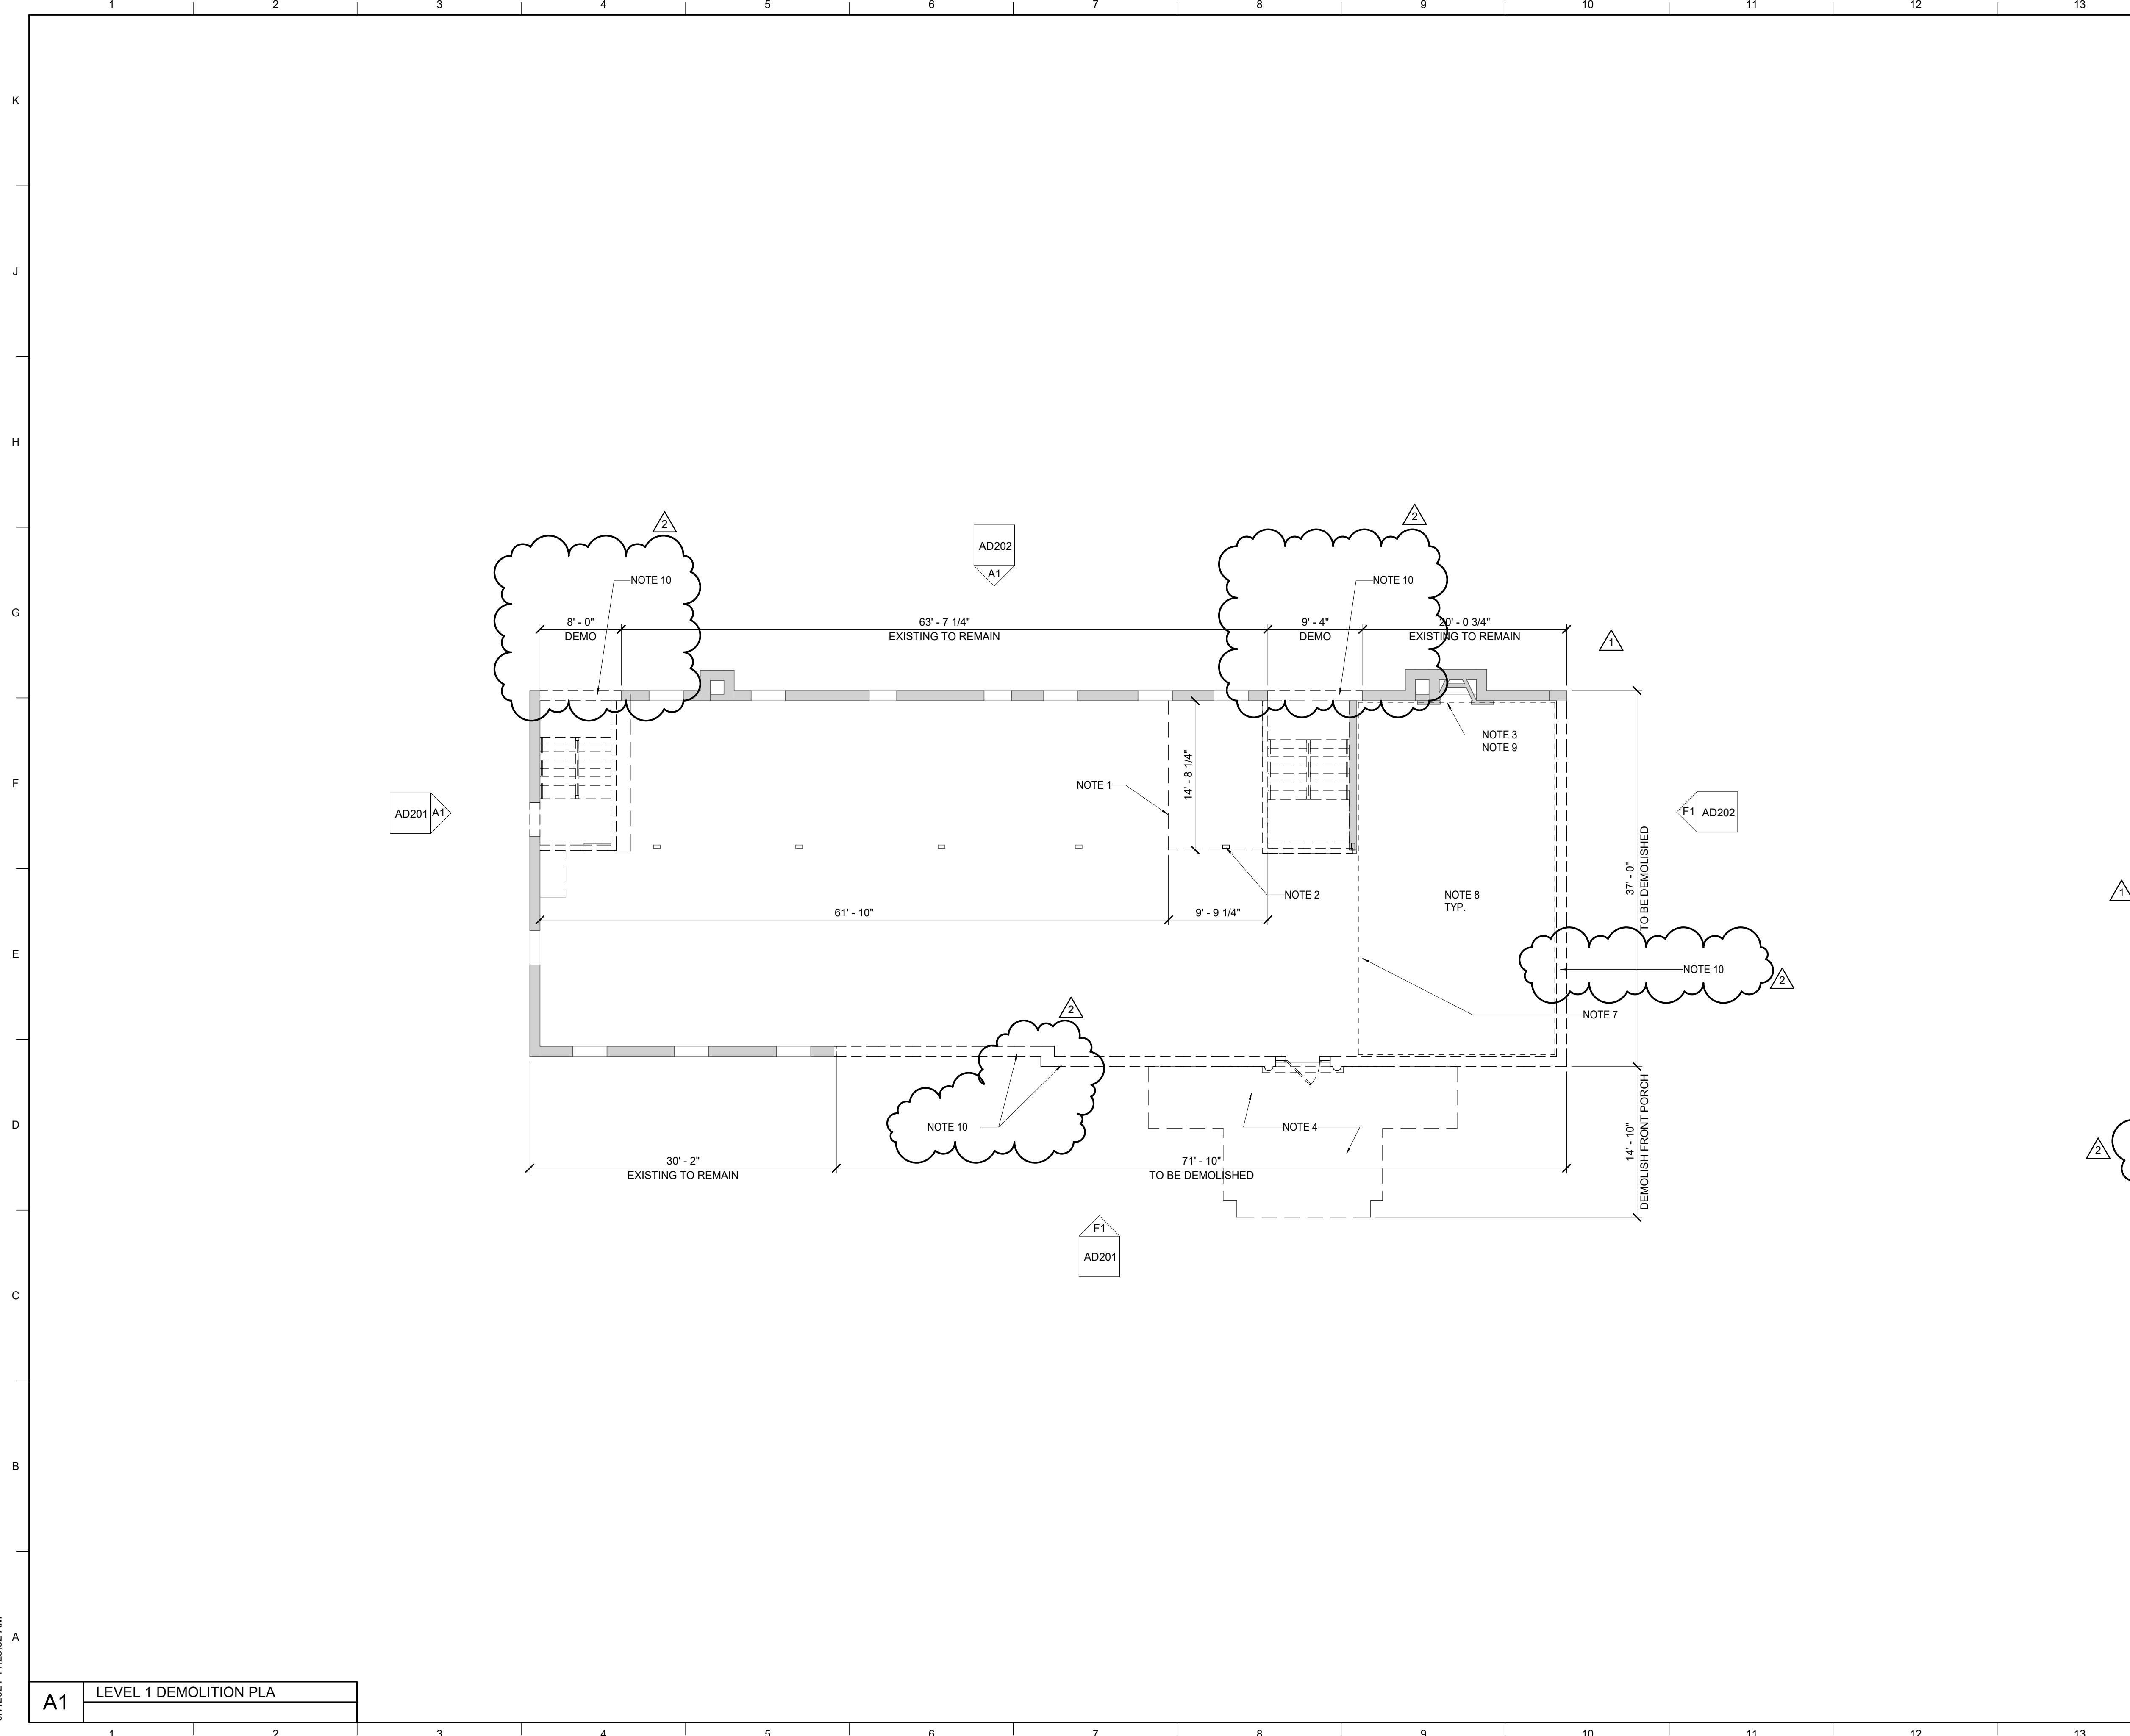 1 2 3 4 5 6 7 8 9 10 11 12 13
K
J
H
G
F
E
D
C
B
A
2
2
AD202
A1
NOTE 10
NOTE 10
8' - 0"
DEMO
63' - 7 1/4"
EXISTING TO REMAIN
9' - 4"
DEMO
20' - 0 3/4"
EXISTING TO REMAIN
1
NOTE 3
NOTE 9
NOTE 1
14' - 8 1/4"
AD201 A1
F1 AD202
37' - 0"
TO BE DEMOLISHED
NOTE 2
NOTE 8
TYP.
1
61' - 10"
9' - 9 1/4"
NOTE 10
2
NOTE 7
2
NOTE 10
NOTE 4
14' - 10"
DEMOLISH FRONT PORCH
2
30' - 2"
EXISTING TO REMAIN
71' - 10"
TO BE DEMOLISHED
F1
AD201
A1
LEVEL 1 DEMOLITION PLA
1 2 3 4 5 6 7 8 9 10 11 12 13